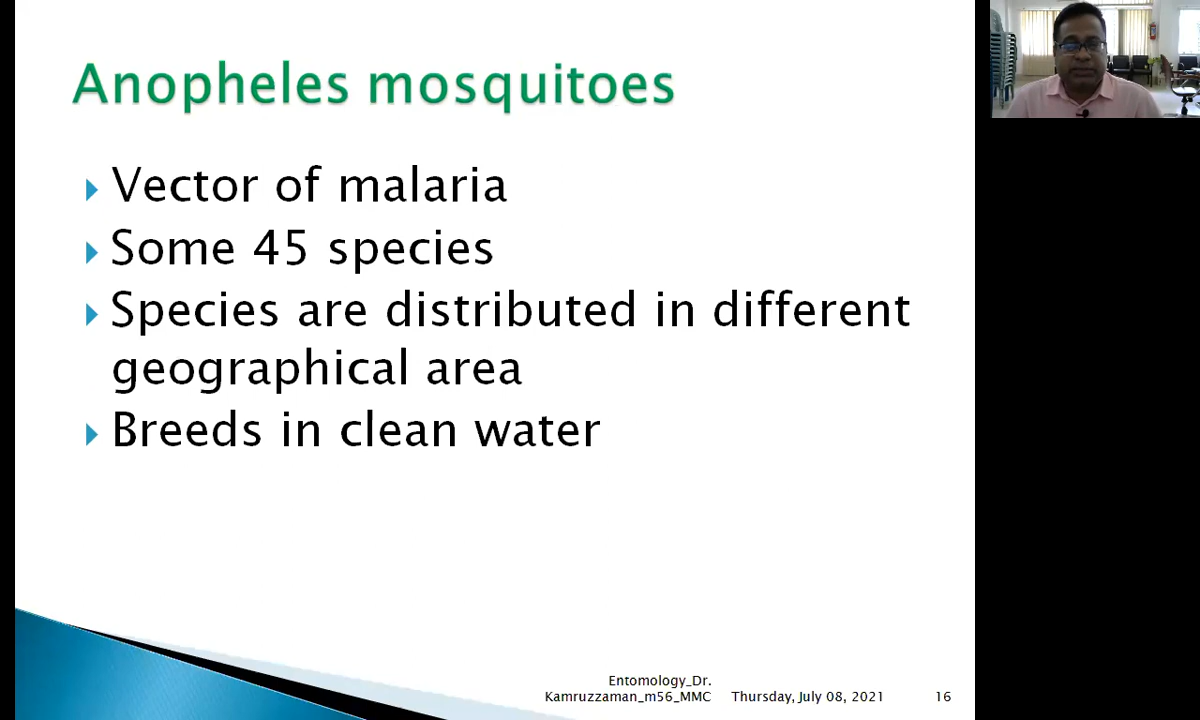 Anopheles mosquitoes
Vector of malaria
Some 45 species
Species are distributed in different
geographical area
Breeds in clean water
Entomology_Dr.
Kamruzzaman_m56_MMC Thursday, July 08, 2021 16